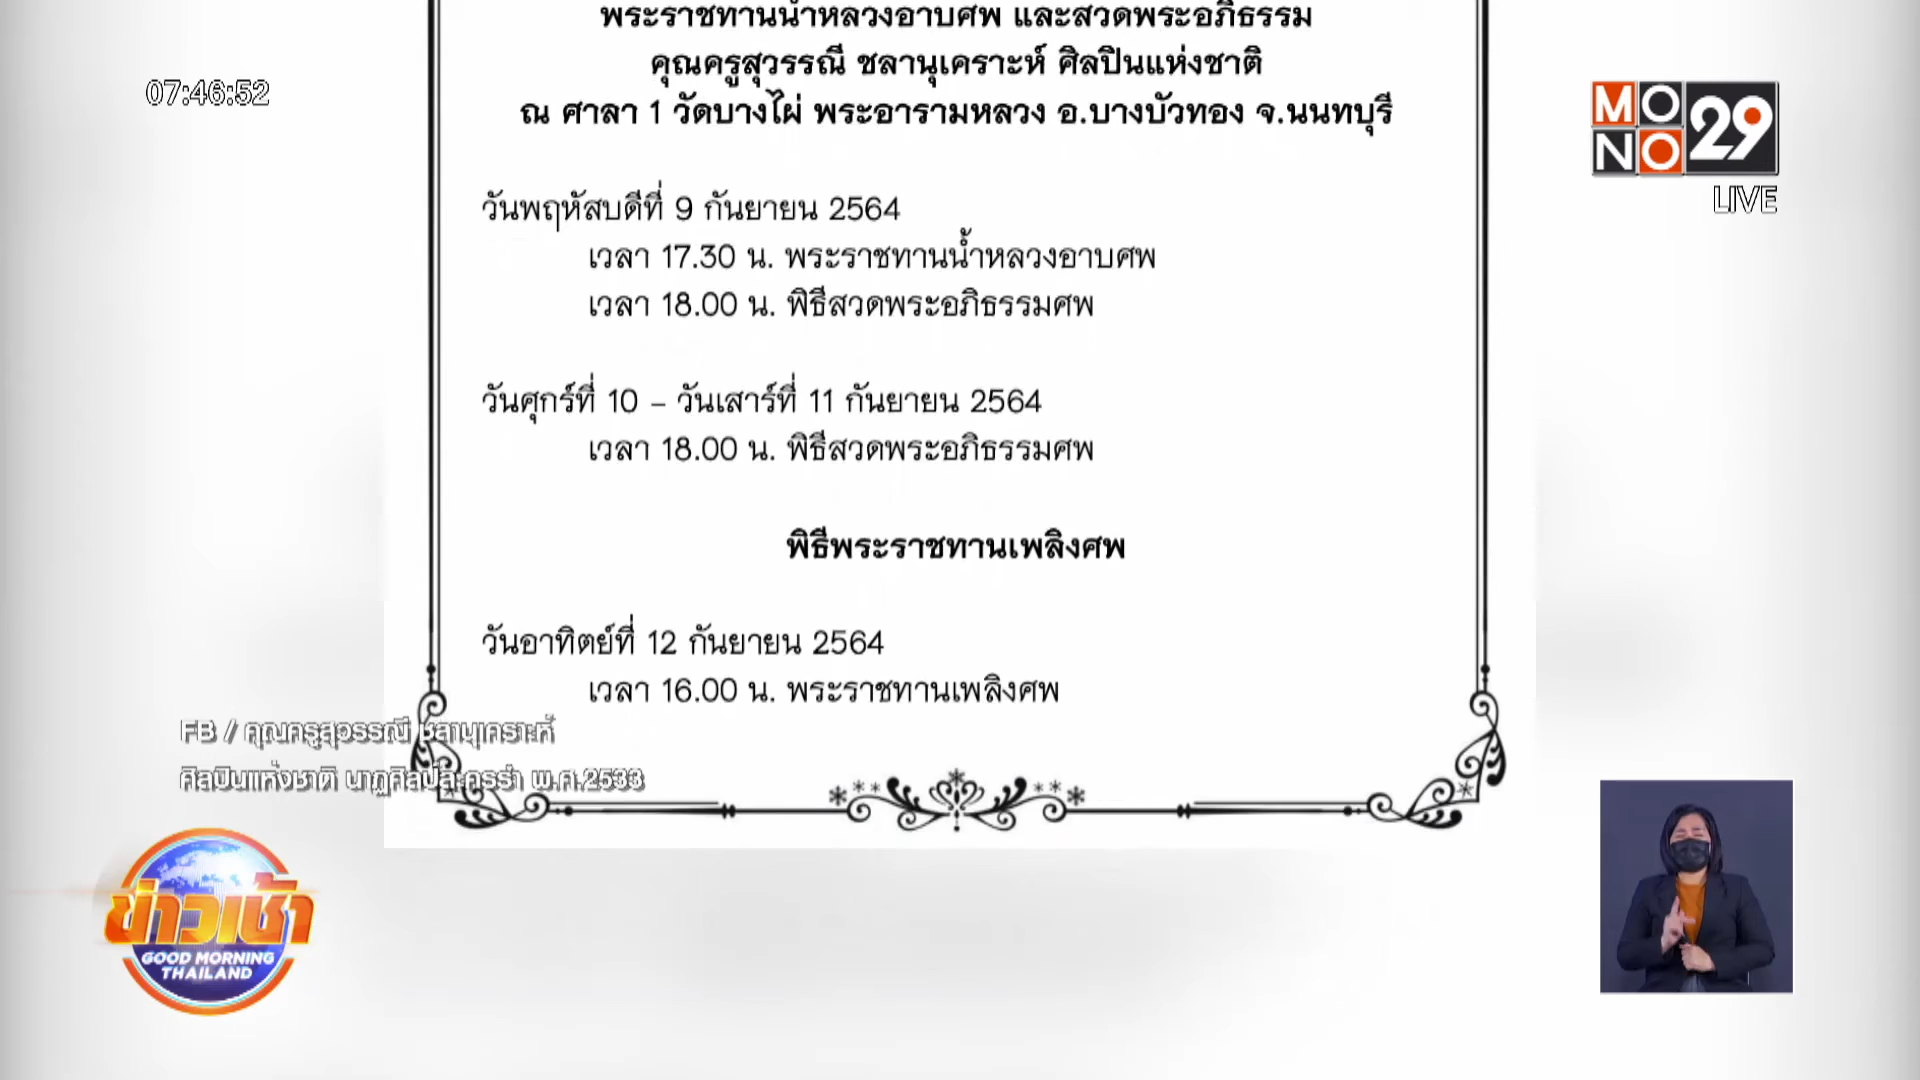 พระราชทานน้ำหลวงอาบศพ และสวดพระอภิธรรม
คุณครูสุวรรณี ชลานุเคราะห์ ศิลปินแห่งชาติ
ณ ศาลา 1 วัดบางไผ่ พระอารามหลวง อ.บางบัวทอง จ.นนทบุรี
07:46:52
MONO 29
LIVE
วันพฤหัสบดีที่ 9 กันยายน 2564
เวลา 17.30 น. พระราชทานน้ำหลวงอาบศพ
เวลา 18.00 น. พิธีสวดพระอภิธรรมศพ
วันศุกร์ที่ 10 – วันเสาร์ที่ 11 กันยายน 2564
เวลา 18.00 น. พิธีสวดพระอภิธรรมศพ
พิธีพระราชทานเพลิงศพ
วันอาทิตย์ที่ 12 กันยายน 2564
เวลา 16.00 น. พระราชทานเพลิงศพ
FB / คุณครูสุวรรณี ชลานุเคราะห์
ศิลปินแห่งชาติ นาฏศิลป์ละครรำ พ.ศ.2533
ข่าวเช้า
GOOD MORNING
THAILAND